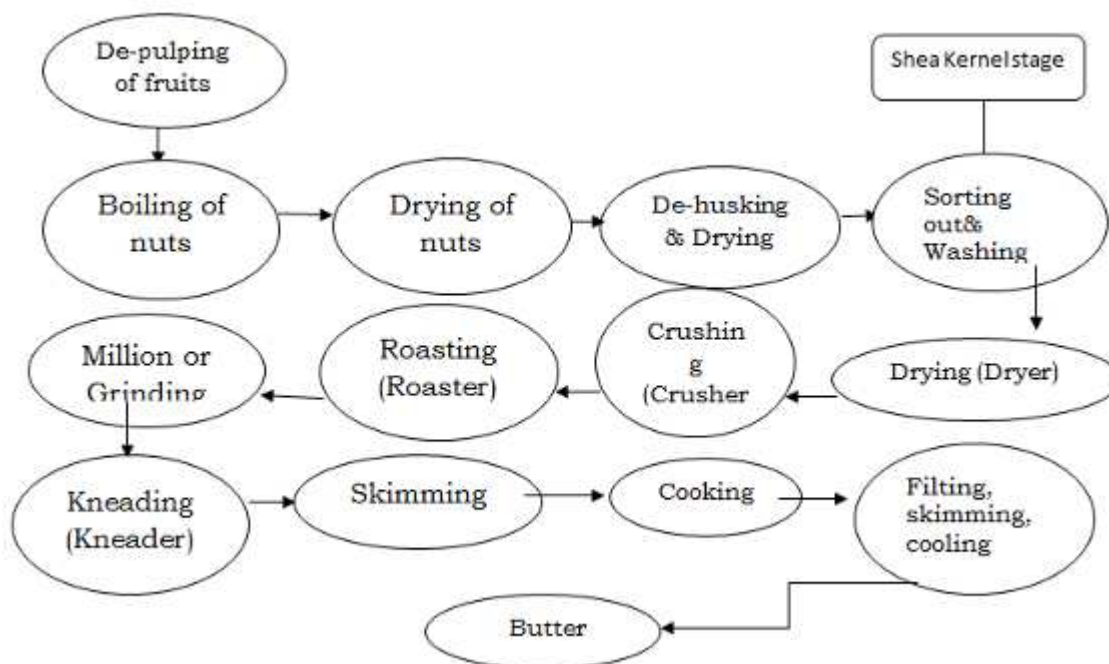 De-pulping
of fruits
Shea Kernel stage
Boiling of
nuts
Drying of
nuts
De-husking
& Drying
Sorting
out&
Washing
Million or
Grinding
Roasting
(Roaster)
Crushin
g
(Crusher
Drying (Dryer)
Kneading
(Kneader)
Skimming
Cooking
Filting,
skimming,
cooling
Butter